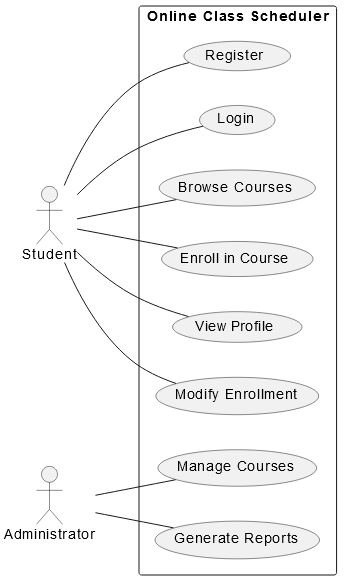 Online Class Scheduler
Register
Login
Browse Courses
Enroll in Course
Student
View Profile
Modify Enrollment
Manage Courses
Administrator
Generate Reports